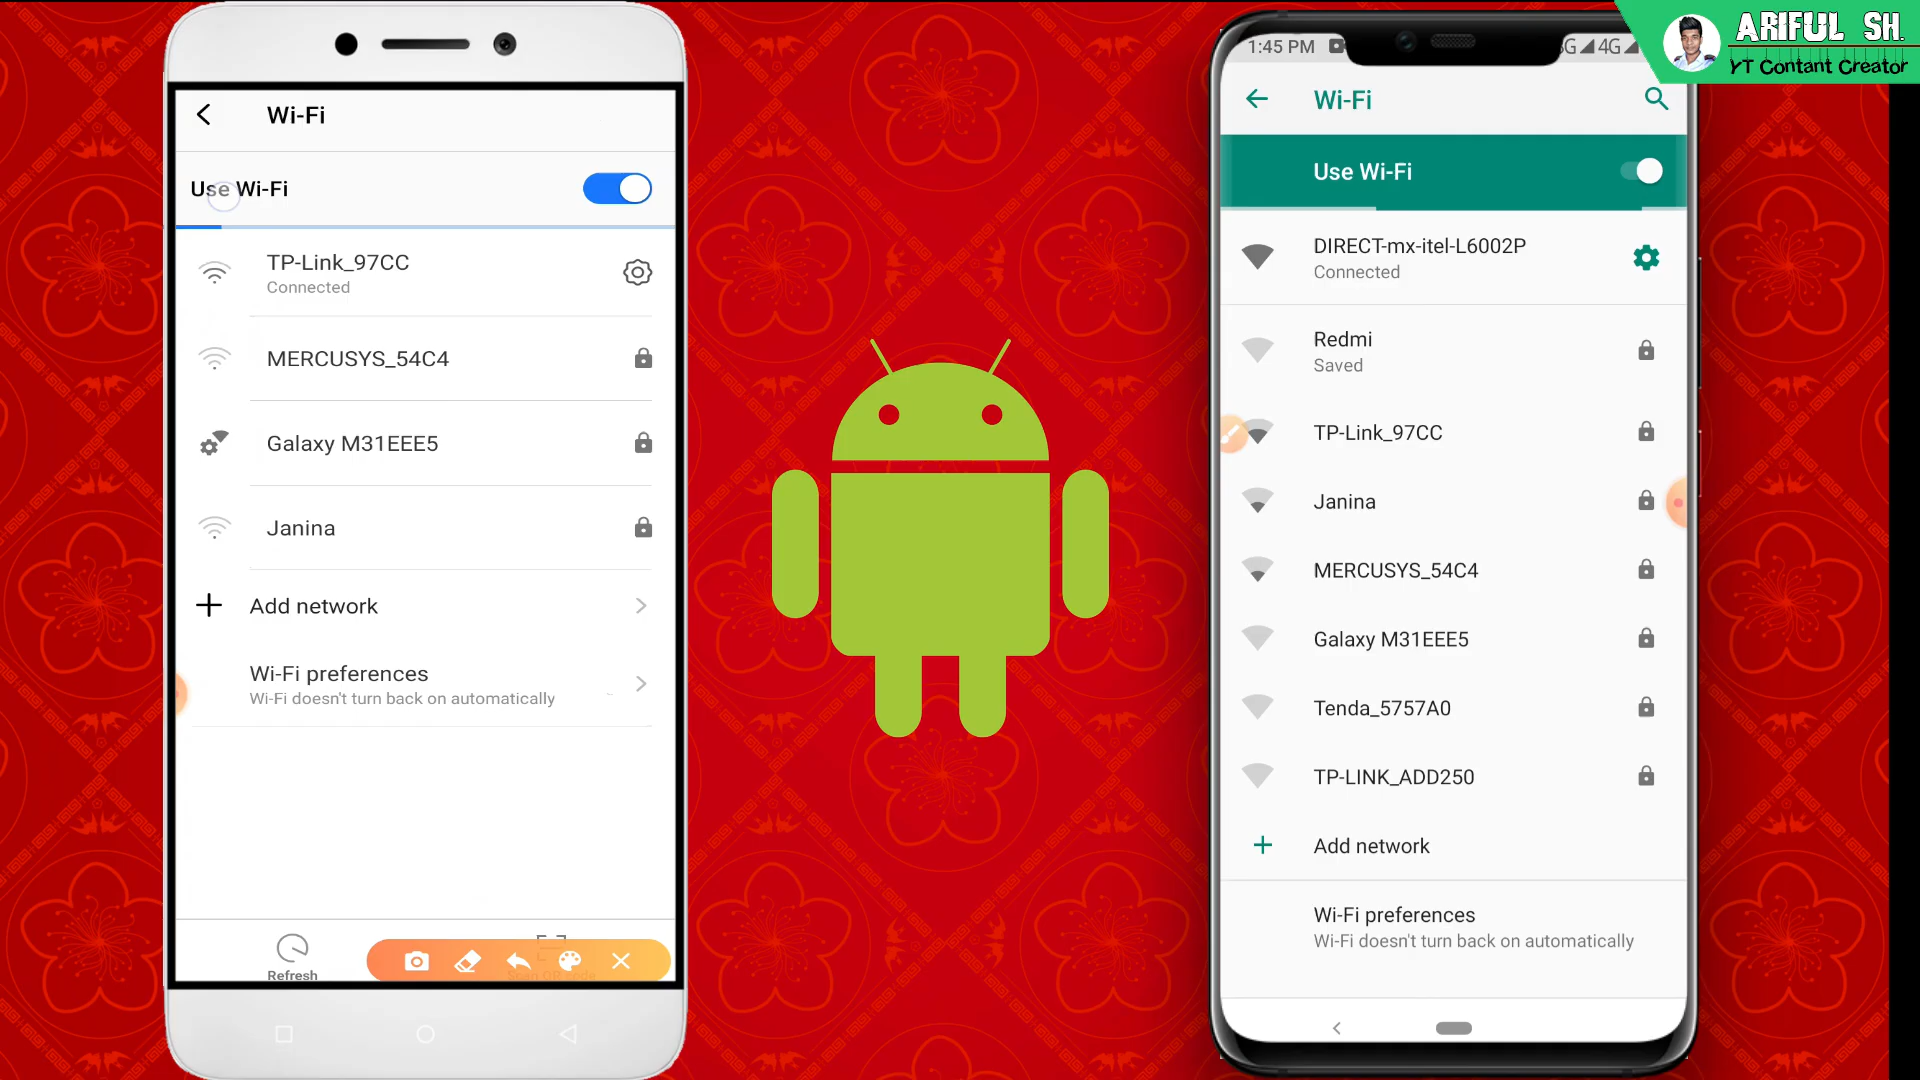 Wi-Fi
Use Wi-Fi
TP-Link_97CC
Connected
MERCUSYS_54C4
Galaxy M31EEE5
Janina
Add network
Wi-Fi preferences
Wi-Fi doesn't turn back on automatically
Refresh
Scan QR code
1:45 PM
4G
Wi-Fi
Use Wi-Fi
DIRECT-mx-itel-L6002P
Connected
Redmi
Saved
TP-Link_97CC
Janina
MERCUSYS_54C4
Galaxy M31EEE5
Tenda_5757A0
TP-LINK_ADD250
Add network
Wi-Fi preferences
Wi-Fi doesn't turn back on automatically
ARIFUL SH.
YT Contant Creator